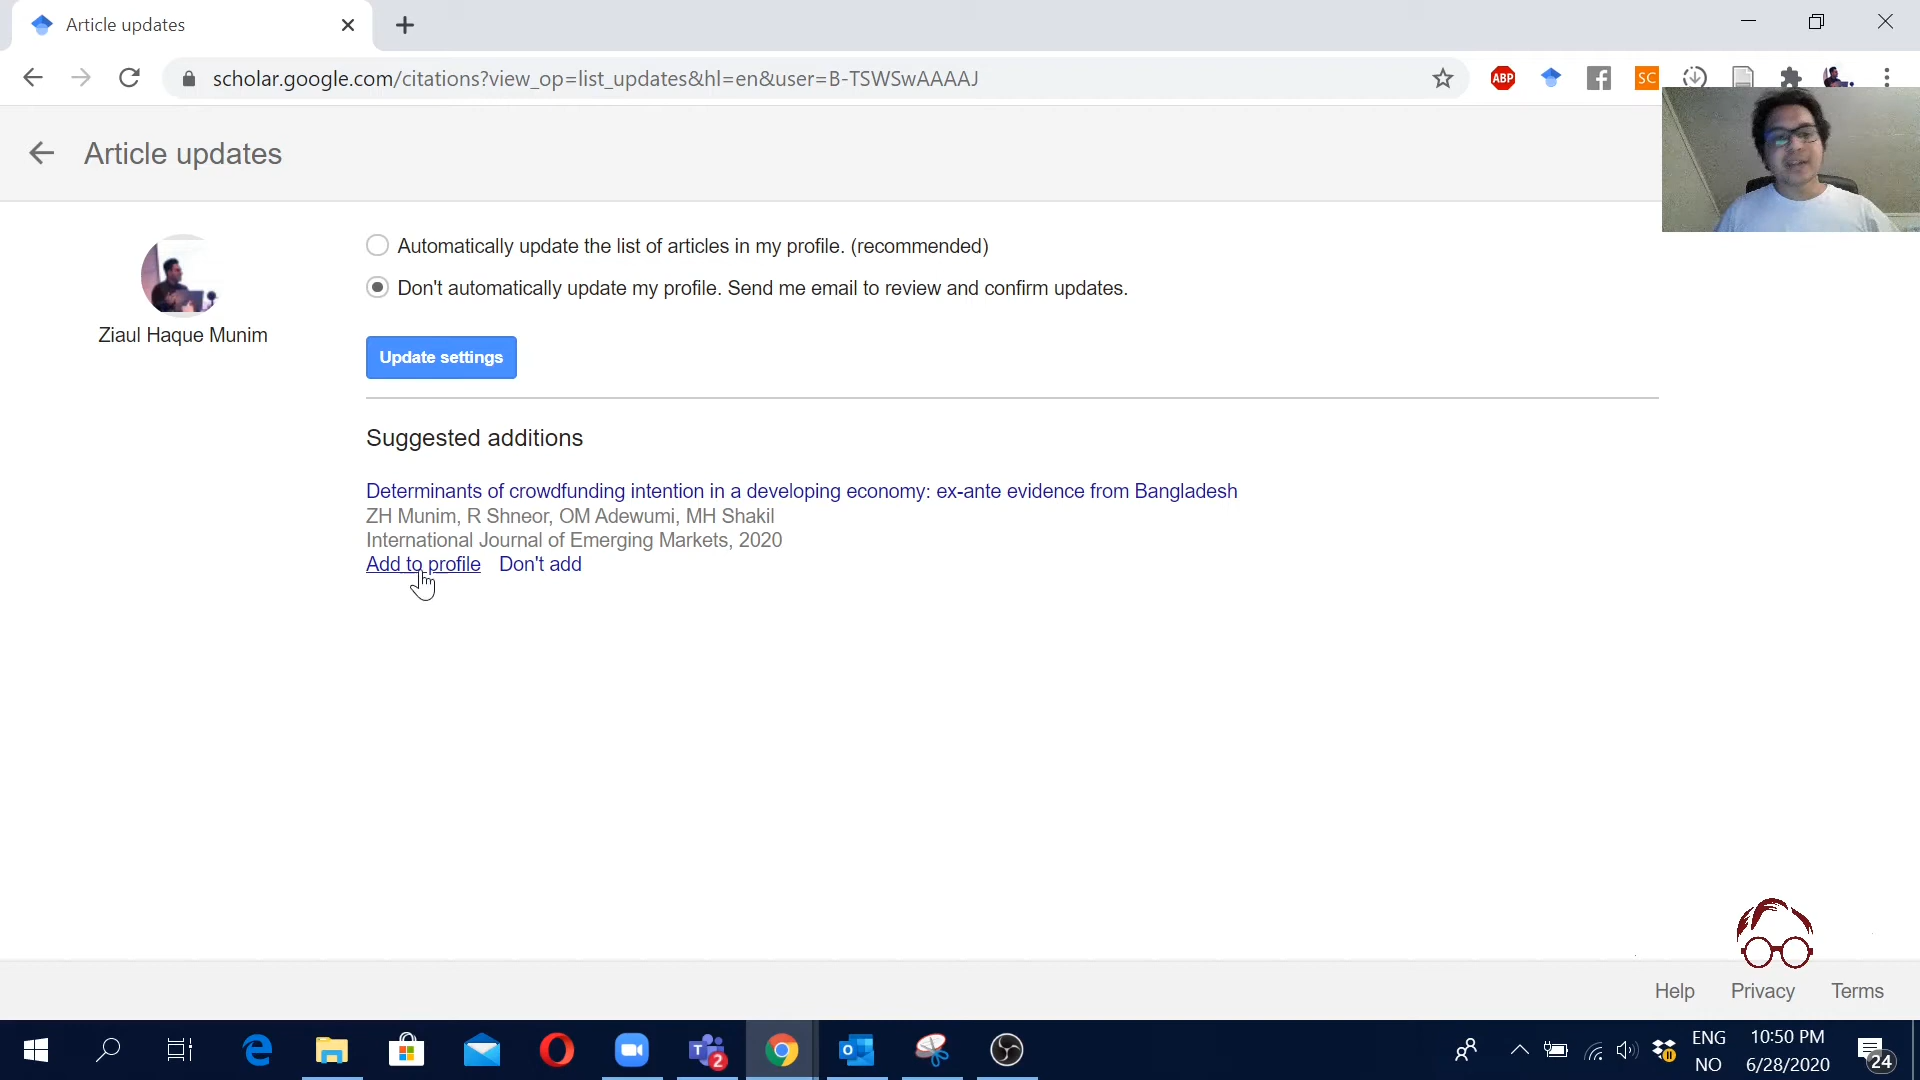 Article updates
scholar.google.com/citations?view_op=list_updates&hl=en&user=B-TSWSwAAAAJ
ABP
SC
Article updates
Ziaul Haque Munim
Automatically update the list of articles in my profile. (recommended)
Don't automatically update my profile. Send me email to review and confirm updates.
Update settings
Suggested additions
Determinants of crowdfunding intention in a developing economy: ex-ante evidence from Bangladesh
ZH Munim, R Shneor, OM Adewumi, MH Shakil
International Journal of Emerging Markets, 2020
Add to profile Don't add
Help Privacy Terms
T 2
O
ENG
NO
10:50 PM
6/28/2020
24